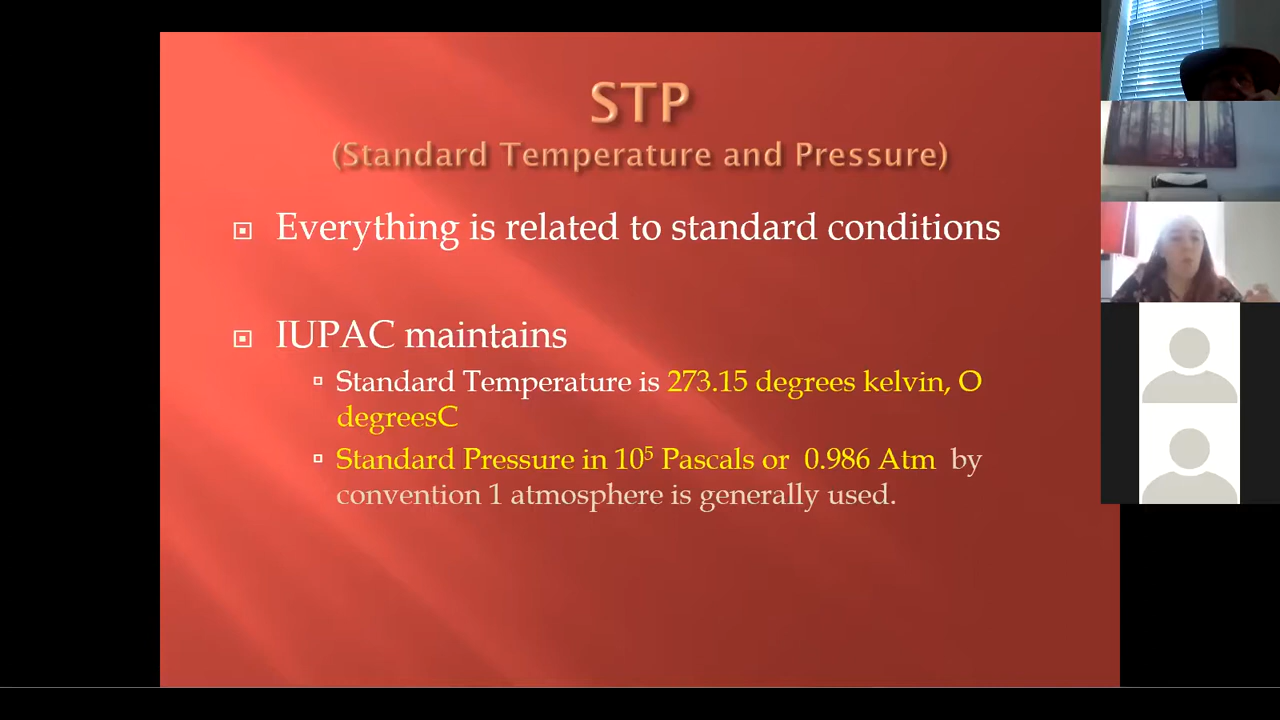 STP
(Standard Temperature and Pressure)
Everything is related to standard conditions
IUPAC maintains
Standard Temperature is 273.15 degrees kelvin, O
degreesC
Standard Pressure in 10⁵ Pascals or 0.986 Atm by
convention 1 atmosphere is generally used.